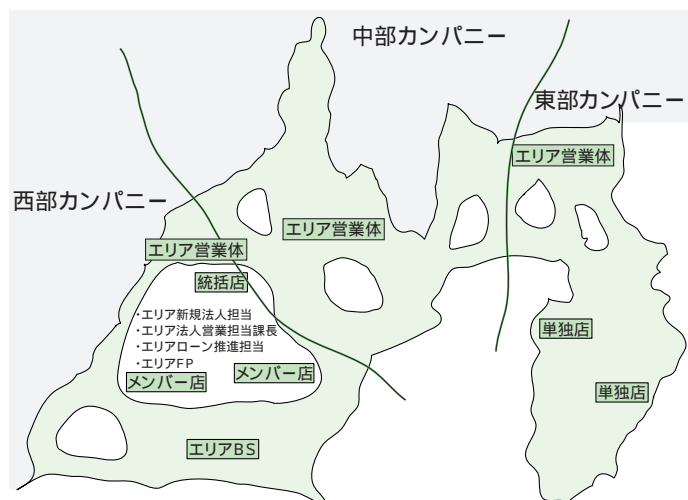 中部カンパニー
東部カンパニー
エリア営業体
西部カンパニー
エリア営業体
エリア営業体
統括店
・エリア新規法人担当
・エリア法人営業担当課長
・エリアローン推進担当
・エリアFP
メンバー店
メンバー店
単独店
単独店
エリアBS